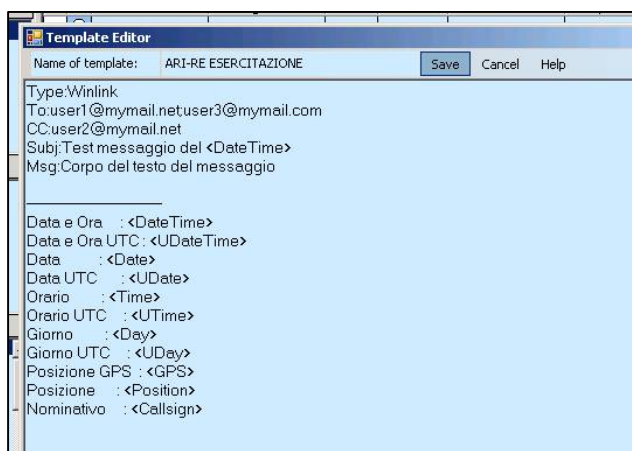 Template Editor
Name of template: ARI-RE ESERCITAZIONE Save Cancel Help
Type:Winlink
To:user1@mymail.net;user3@mymail.com
CC:user2@mymail.net
Subj:Test messaggio del <DateTime>
Msg:Corpo del testo del messaggio
Data e Ora : <DateTime>
Data e Ora UTC : <UDateTime>
Data : <Date>
Data UTC : <UDate>
Orario : <Time>
Orario UTC : <UTime>
Giorno : <Day>
Giorno UTC : <UDay>
Posizione GPS : <GPS>
Posizione : <Position>
Nominativo : <Callsign>